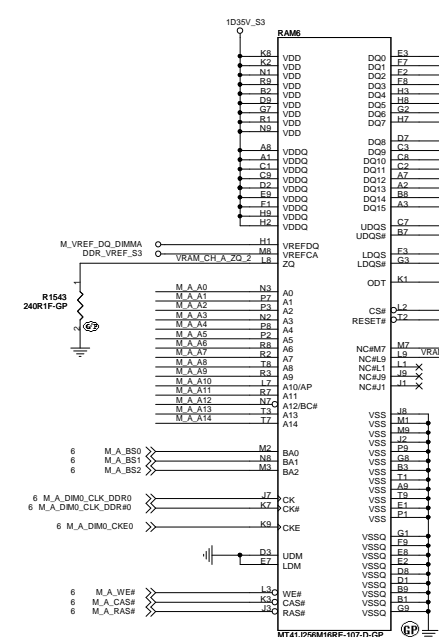 1D35V_S3
RAM6
K8 VDD DQ0 E3
K2 VDD DQ1 F7
N1 VDD DQ2 F2
R9 VDD DQ3 F8
B2 VDD DQ4 H3
D9 VDD DQ5 H8
G7 VDD DQ6 G2
R1 VDD DQ7 H7
N9 VDD
DQ8 D7
A8 VDDQ DQ9 C3
A1 VDDQ DQ10 C8
C1 VDDQ DQ11 C2
C9 VDDQ DQ12 A7
D2 VDDQ DQ13 A2
E9 VDDQ DQ14 B8
F1 VDDQ DQ15 A3
H9 VDDQ
H2 VDDQ UDQS C7
UDQS# B7
M_VREF_DQ_DIMMA H1 VREFDQ
DDR_VREF_S3 M8 VREFCA LDQS F3
VRAM_CH_A_ZQ_2 L8 ZQ LDQS# G3
ODT K1
R1543
240R1F-GP
1
2
GP
M_A_A0 N3 A0
M_A_A1 P7 A1
M_A_A2 P3 A2
M_A_A3 N2 A3 CS# L2
M_A_A4 P8 A4 RESET# T2
M_A_A5 P2 A5
M_A_A6 R8 A6
M_A_A7 R2 A7 NC#M7 M7
M_A_A8 T8 A8 NC#L9 L9 VRA
M_A_A9 R3 A9 NC#L1 L1
M_A_A10 L7 A10/AP NC#J9 J9
M_A_A11 R7 A11 NC#J1 J1
M_A_A12 N7 A12/BC#
M_A_A13 T3 A13
M_A_A14 T7 A14
VSS J8
VSS M1
VSS M9
VSS J2
6 M_A_BS0 M2 BA0 VSS P9
6 M_A_BS1 N8 BA1 VSS G8
6 M_A_BS2 M3 BA2 VSS B3
VSS T1
VSS A9
6 M_A_DIM0_CLK_DDR0 J7 CK VSS T9
6 M_A_DIM0_CLK_DDR#0 K7 CK# VSS E1
VSS P1
6 M_A_DIM0_CKE0 K9 CKE
VSSQ G1
VSSQ F9
D3 UDM VSSQ E8
E7 LDM VSSQ E2
VSSQ D8
VSSQ D1
6 M_A_WE# L3 WE# VSSQ B9
6 M_A_CAS# K3 CAS# VSSQ B1
6 M_A_RAS# J3 RAS# VSSQ G9
MT41J256M16RE-107-D-GP
GP